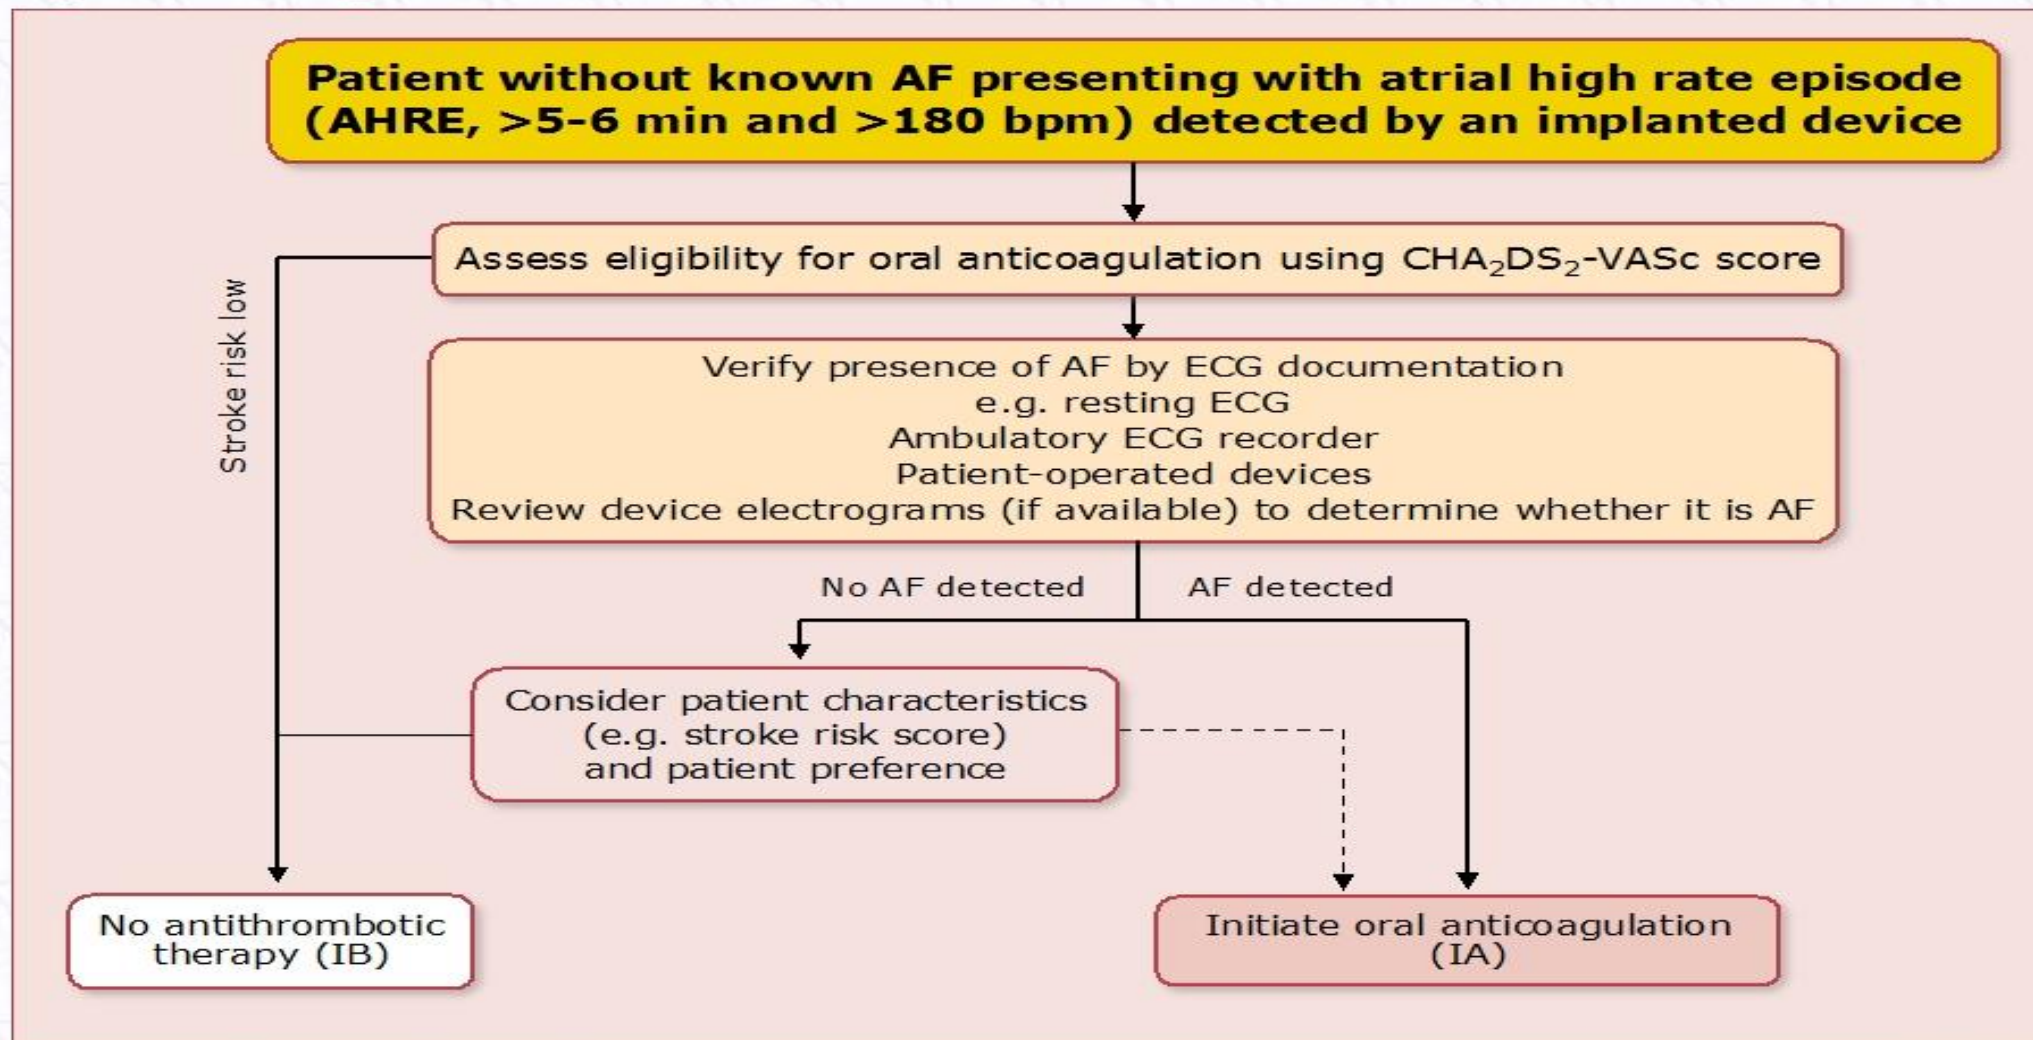 Patient without known AF presenting with atrial high rate episode
(AHRE, >5-6 min and >180 bpm) detected by an implanted device
Assess eligibility for oral anticoagulation using CHA₂DS₂-VASc score
Stroke risk low
Verify presence of AF by ECG documentation
e.g. resting ECG
Ambulatory ECG recorder
Patient-operated devices
Review device electrograms (if available) to determine whether it is AF
No AF detected
AF detected
Consider patient characteristics
(e.g. stroke risk score)
and patient preference
No antithrombotic
therapy (IB)
Initiate oral anticoagulation
(IA)